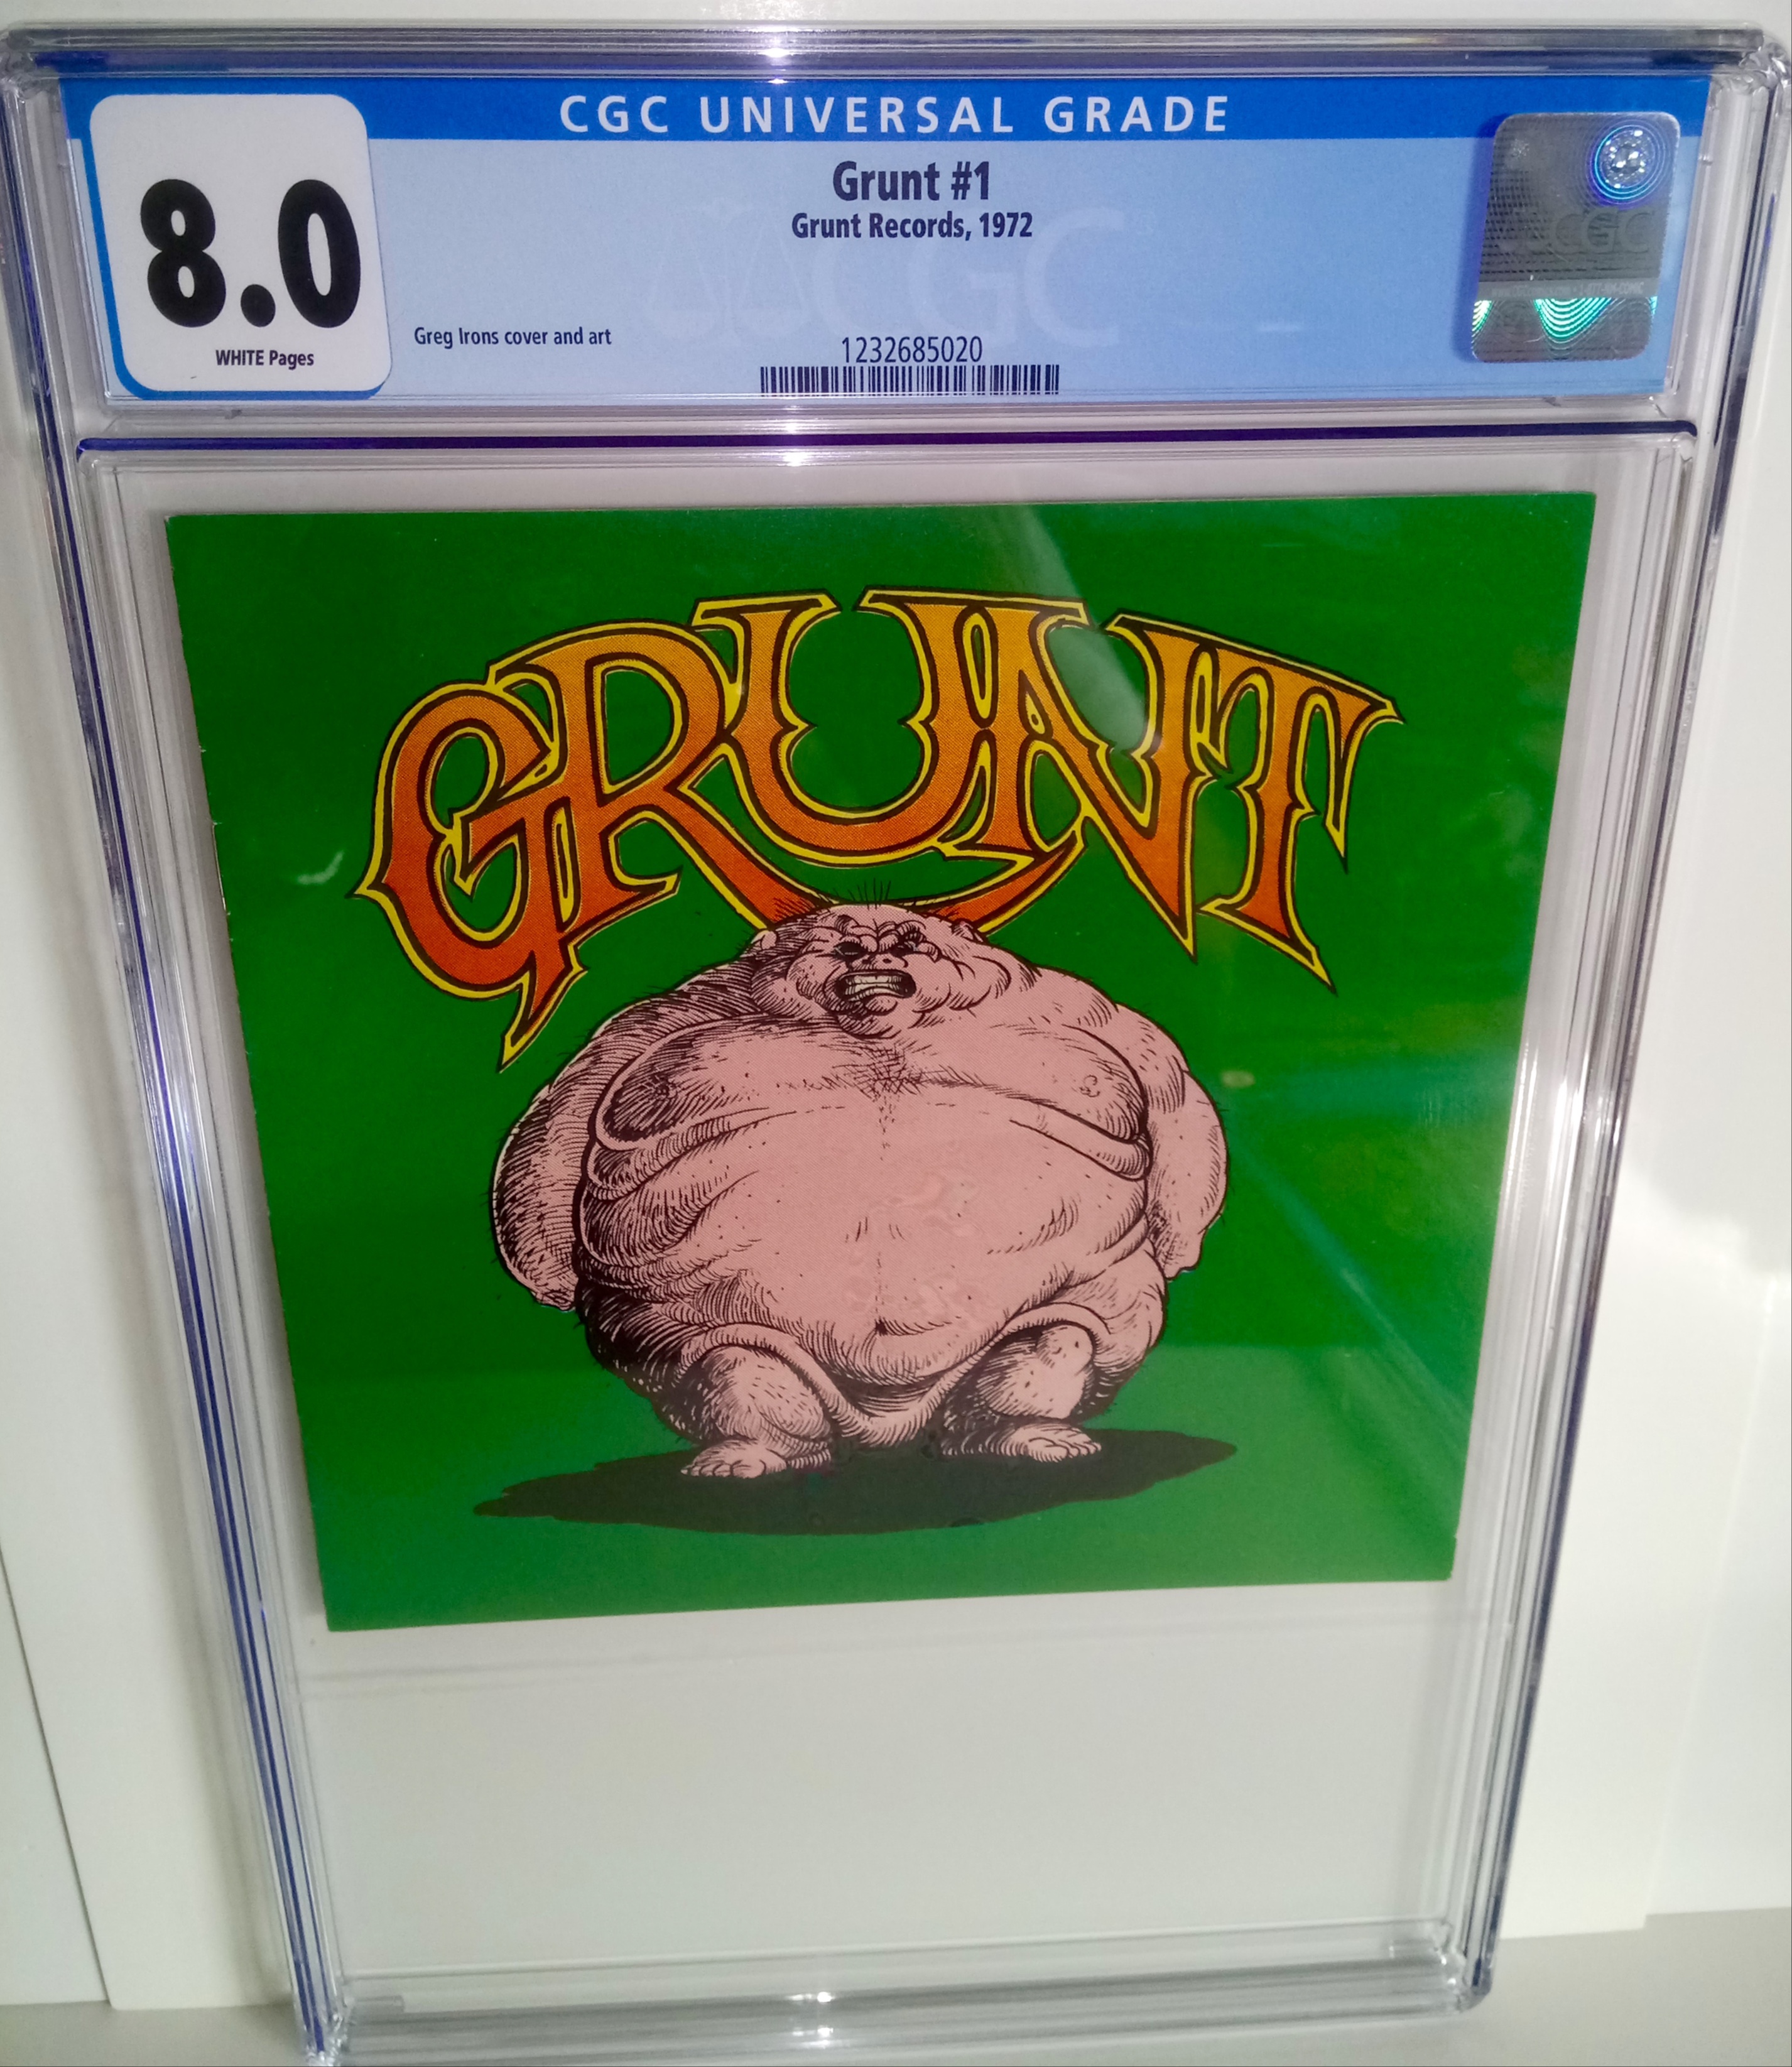 CGC UNIVERSAL GRADE
8.0
WHITE Pages
Grunt #1
Grunt Records, 1972
Greg Irons cover and art
1232685020
CGC
CGC
GRUNT